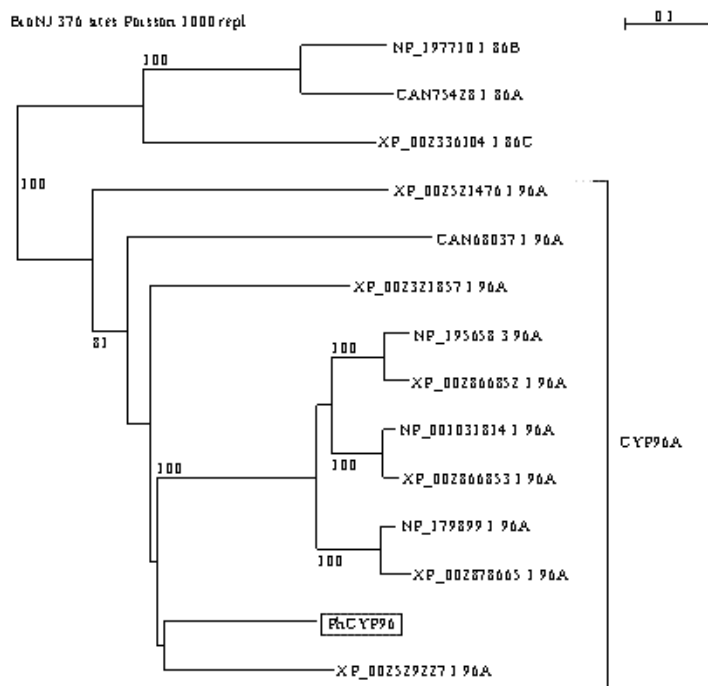 BioNJ 376 sites Poisson 1000 repl.
0.1
NP_197710.1 86B
100
CAN75428.1 86A
XP_002336104.1 86C
100
XP_002521476.1 96A
CAN68037.1 96A
XP_002321857.1 96A
81
NP_195658.3 96A
100
XP_002866852.1 96A
NP_001031814.1 96A
CYP96A
100
100
XP_002866853.1 96A
NP_179899.1 96A
100
XP_002878665.1 96A
PhCYP96
XP_002529227.1 96A